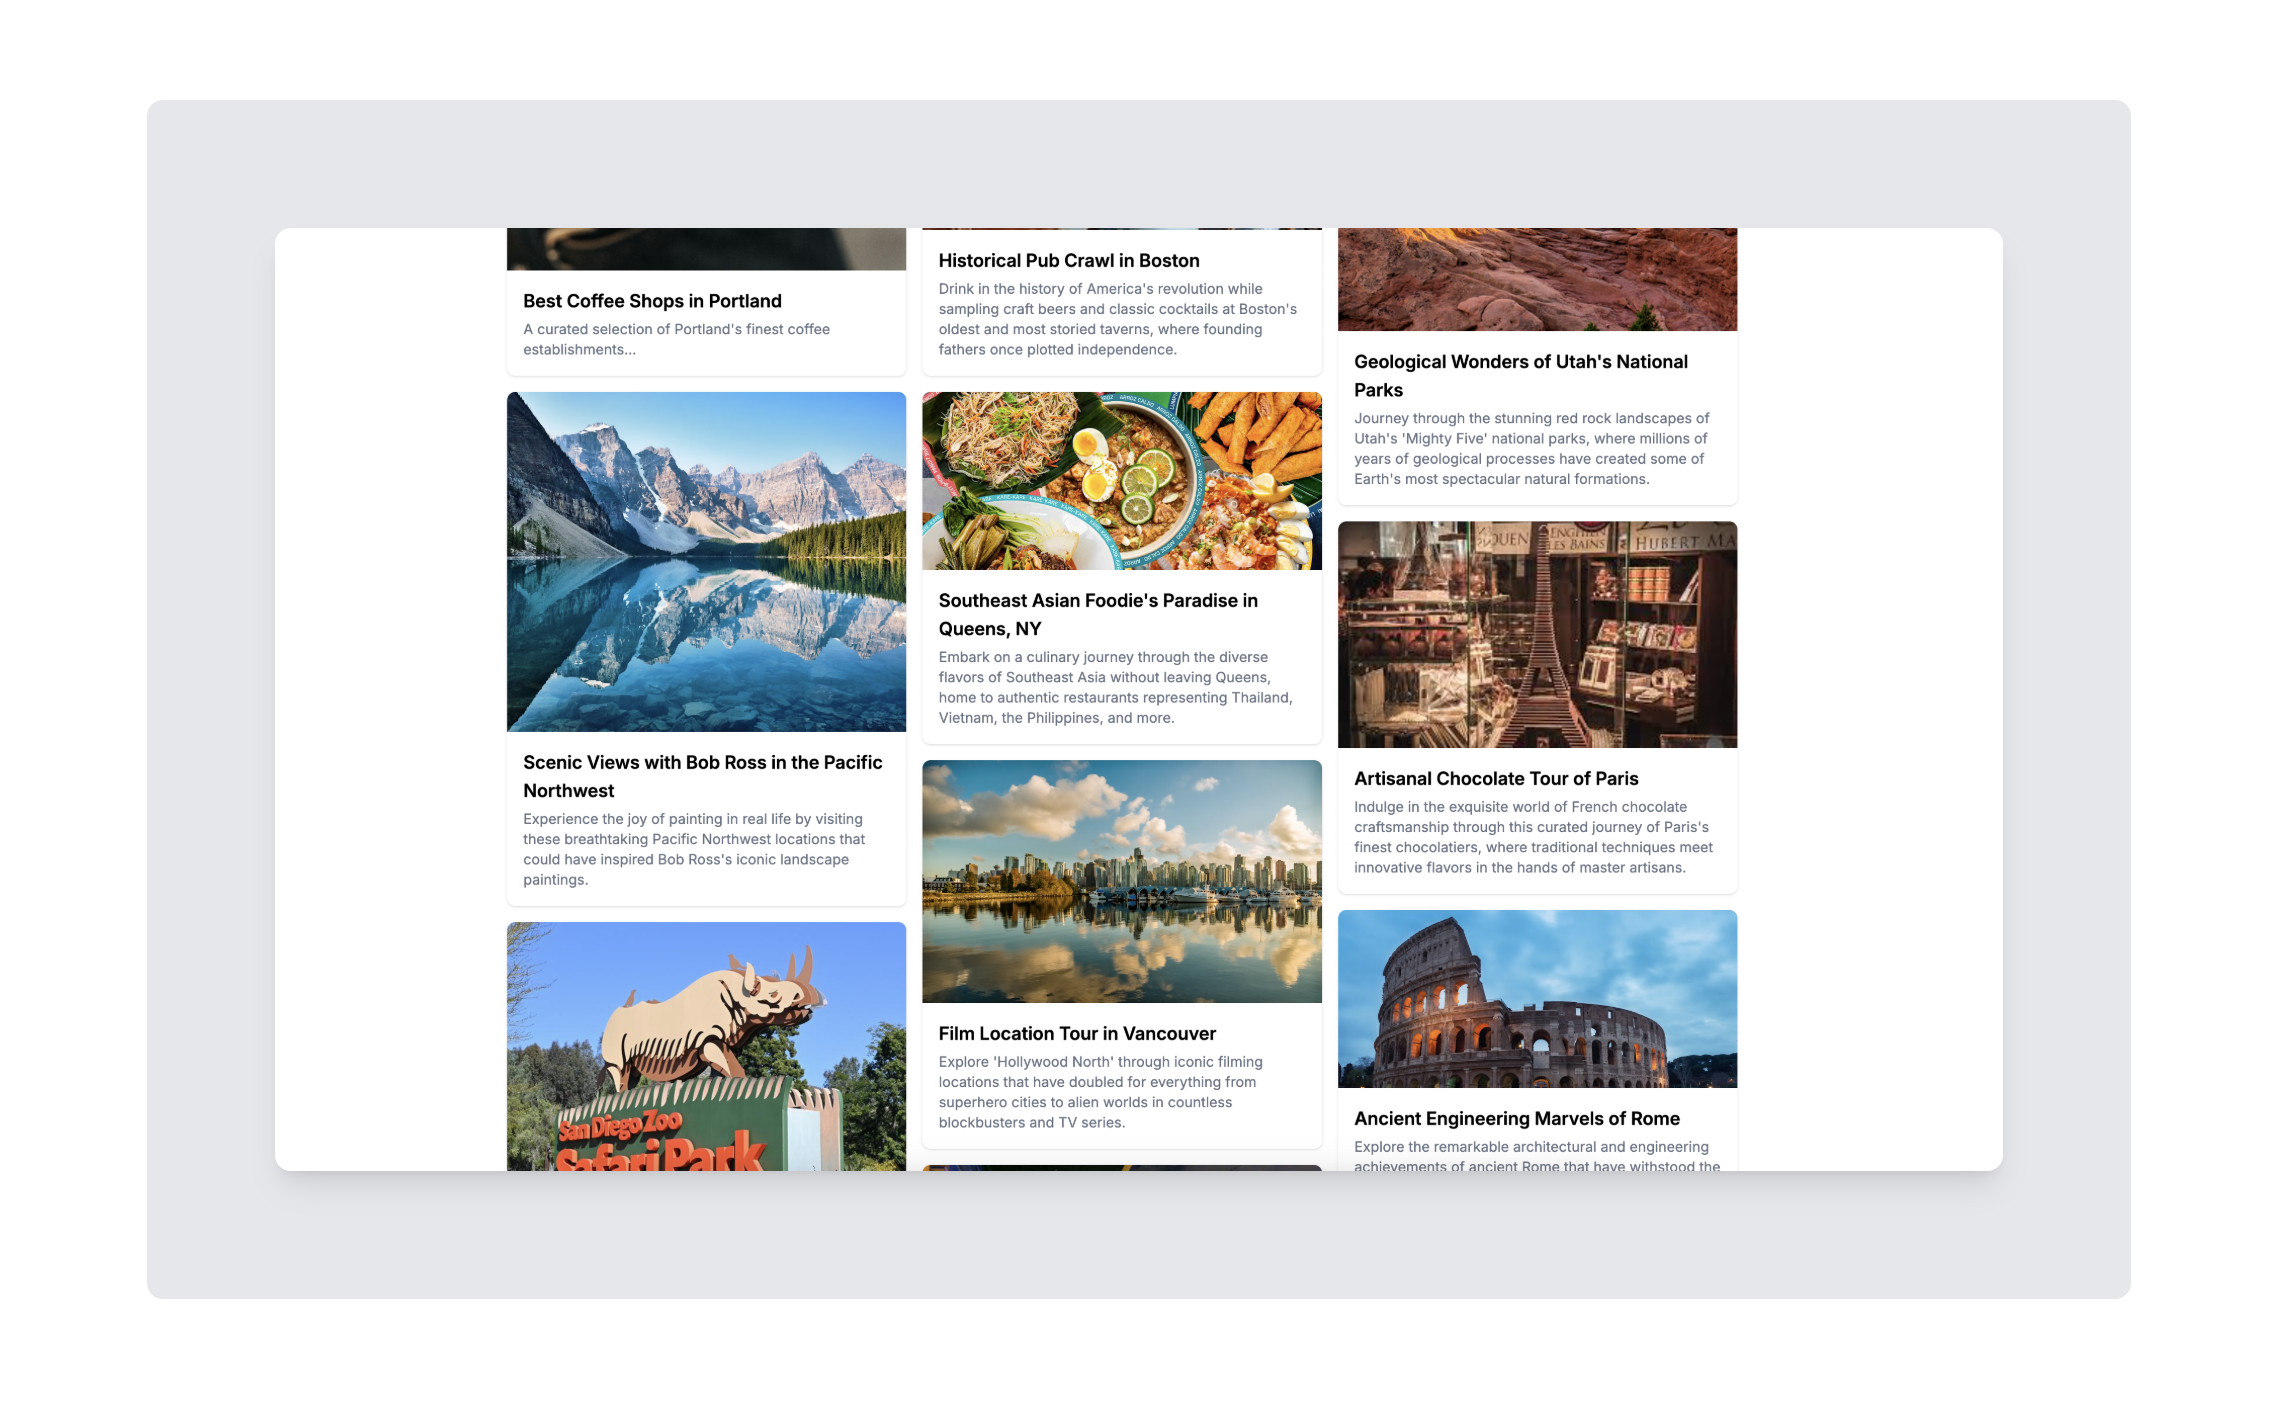 Best Coffee Shops in Portland
A curated selection of Portland's finest coffee
establishments...
Scenic Views with Bob Ross in the Pacific
Northwest
Experience the joy of painting in real life by visiting
these breathtaking Pacific Northwest locations that
could have inspired Bob Ross's iconic landscape
paintings.
San Diego Zoo
Safari Park
Historical Pub Crawl in Boston
Drink in the history of America's revolution while
sampling craft beers and classic cocktails at Boston's
oldest and most storied taverns, where founding
fathers once plotted independence.
ARROZ CALDO ARROZ CALDO
KARE KARE KARE KARE
Southeast Asian Foodie's Paradise in
Queens, NY
Embark on a culinary journey through the diverse
flavors of Southeast Asia without leaving Queens,
home to authentic restaurants representing Thailand,
Vietnam, the Philippines, and more.
Film Location Tour in Vancouver
Explore 'Hollywood North' through iconic filming
locations that have doubled for everything from
superhero cities to alien worlds in countless
blockbusters and TV series.
Geological Wonders of Utah's National
Parks
Journey through the stunning red rock landscapes of
Utah's 'Mighty Five' national parks, where millions of
years of geological processes have created some of
Earth's most spectacular natural formations.
ENGHIEN
LES BAINS
HUBERT MA
Artisanal Chocolate Tour of Paris
Indulge in the exquisite world of French chocolate
craftsmanship through this curated journey of Paris's
finest chocolatiers, where traditional techniques meet
innovative flavors in the hands of master artisans.
Ancient Engineering Marvels of Rome
Explore the remarkable architectural and engineering
achievements of ancient Rome that have withstood the